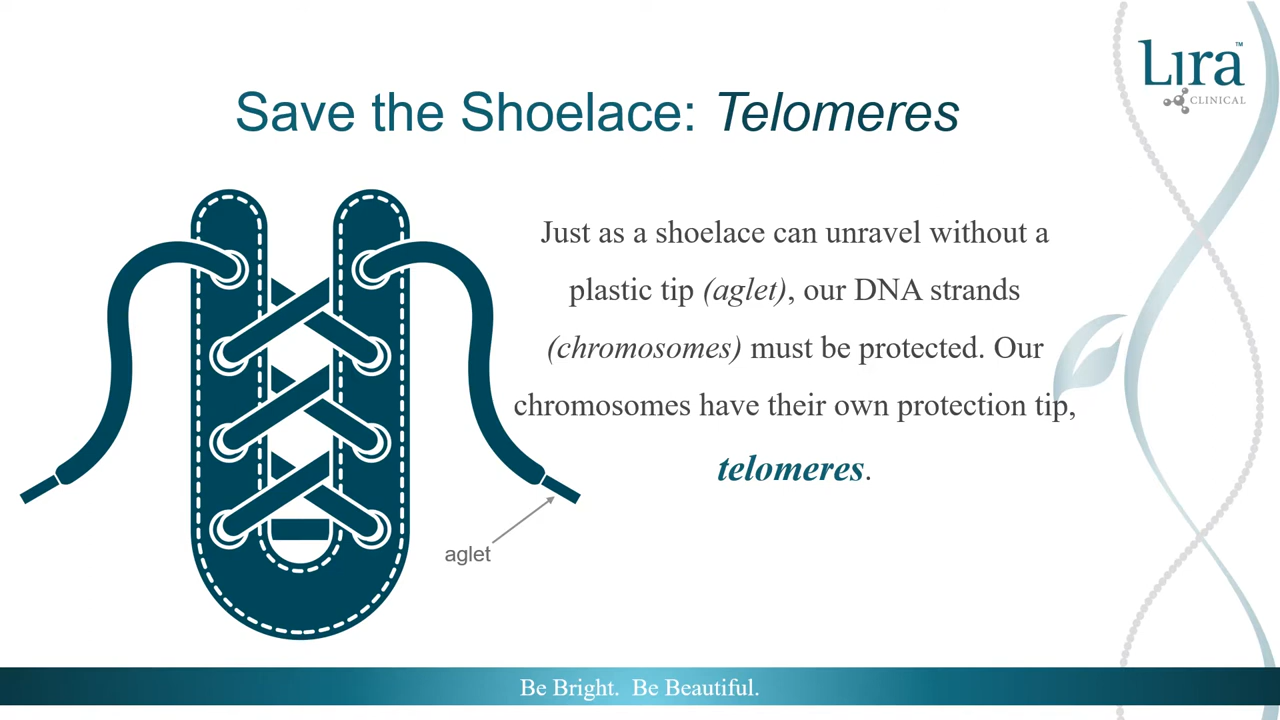 Lira™
CLINICAL
Save the Shoelace: Telomeres
Just as a shoelace can unravel without a
plastic tip (aglet), our DNA strands
(chromosomes) must be protected. Our
chromosomes have their own protection tip,
telomeres.
aglet
Be Bright. Be Beautiful.